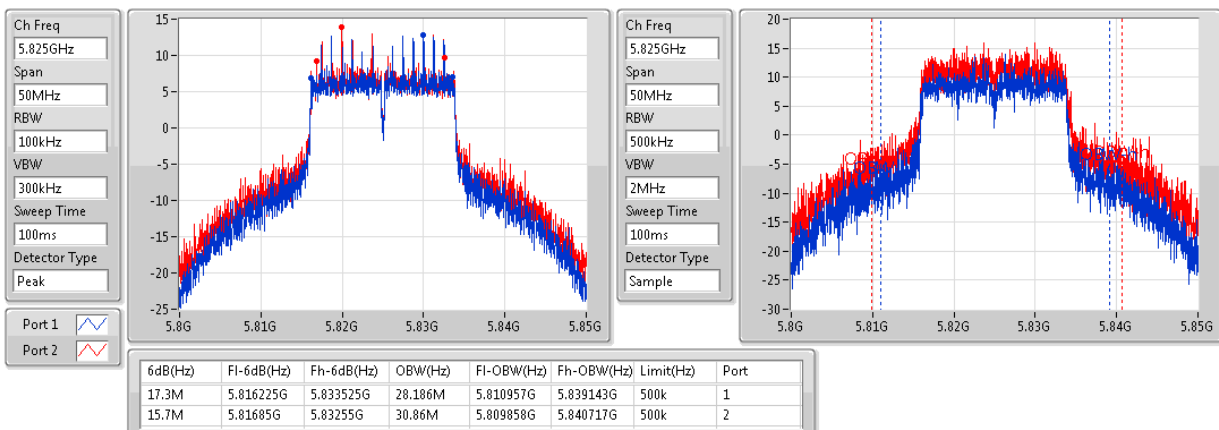 Ch Freq
5.825GHz
Span
50MHz
RBW
100kHz
VBW
300kHz
Sweep Time
100ms
Detector Type
Peak
Port 1
Port 2
15
10
5
0
-5
-10
-15
-20
-25
5.8G 5.81G 5.82G 5.83G 5.84G 5.85G
Ch Freq
5.825GHz
Span
50MHz
RBW
500kHz
VBW
2MHz
Sweep Time
100ms
Detector Type
Sample
20
15
10
5
0
-5
-10
-15
-20
-25
-30
5.8G 5.81G 5.82G 5.83G 5.84G 5.85G
6dB(Hz) Fl-6dB(Hz) Fh-6dB(Hz) OBW(Hz) Fl-OBW(Hz) Fh-OBW(Hz) Limit(Hz) Port
17.3M 5.816225G 5.833525G 28.186M 5.810957G 5.839143G 500k 1
15.7M 5.81685G 5.83255G 30.86M 5.809858G 5.840717G 500k 2